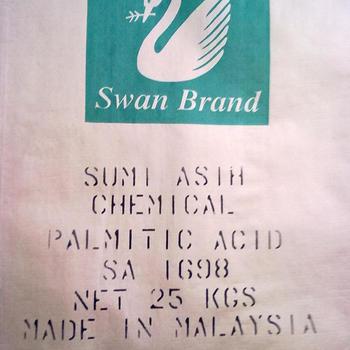 Swan Brand
SUMI ASIH
CHEMICAL
PALMITIC ACID
SA 1698
NET 25 KGS
MADE IN MALAYSIA